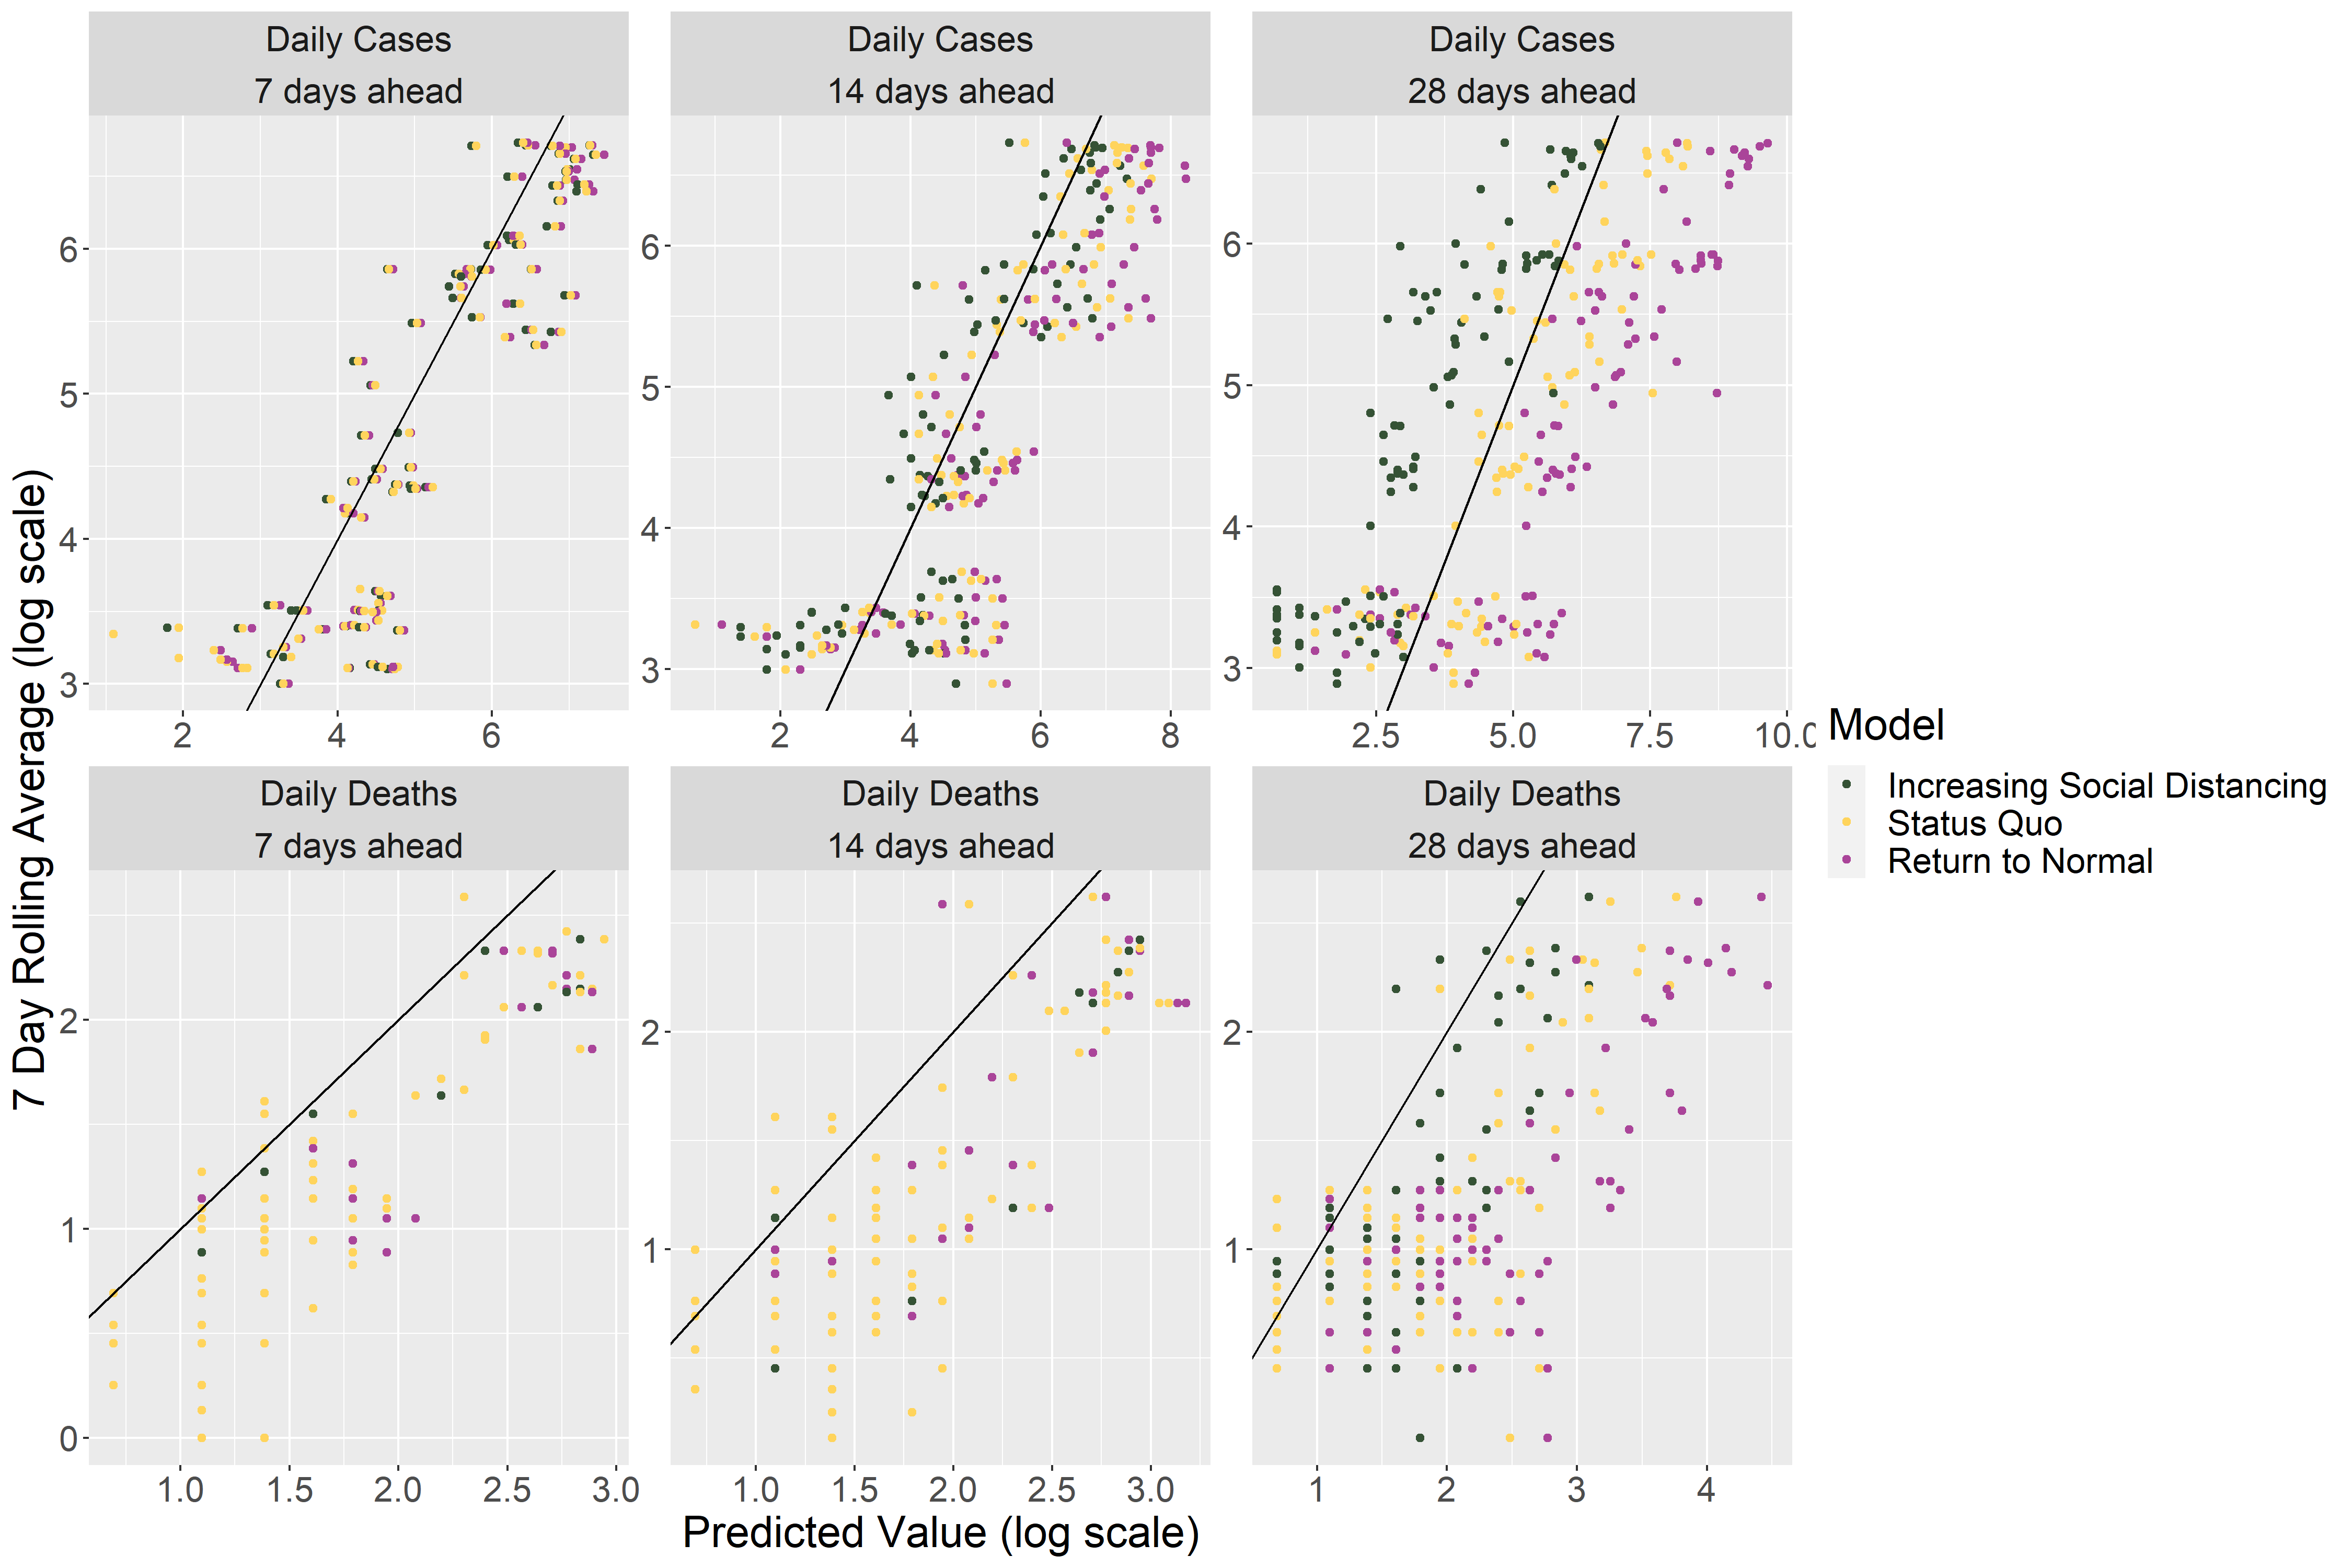 Daily Cases
7 days ahead
Daily Cases
14 days ahead
Daily Cases
28 days ahead
7 Day Rolling Average (log scale)
6
5
4
3
2
4
6
6
5
4
3
2
4
6
8
6
5
4
3
2.5
5.0
7.5
10.0
Daily Deaths
7 days ahead
Daily Deaths
14 days ahead
Daily Deaths
28 days ahead
2
1
0
1.0
1.5
2.0
2.5
3.0
2
1
1.0
1.5
2.0
2.5
3.0
2
1
1
2
3
4
Predicted Value (log scale)
Model
Increasing Social Distancing
Status Quo
Return to Normal